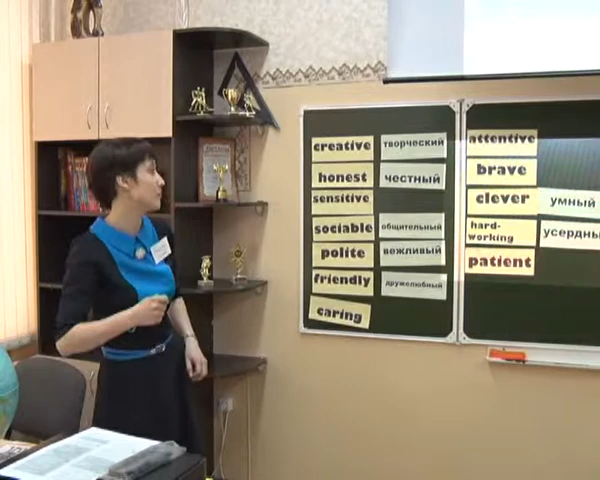 creative творческий
honest честный
sensitive
sociable общительный
polite вежливый
friendly дружелюбный
caring
attentive
brave
clever умный
hard-
working усердны
patient